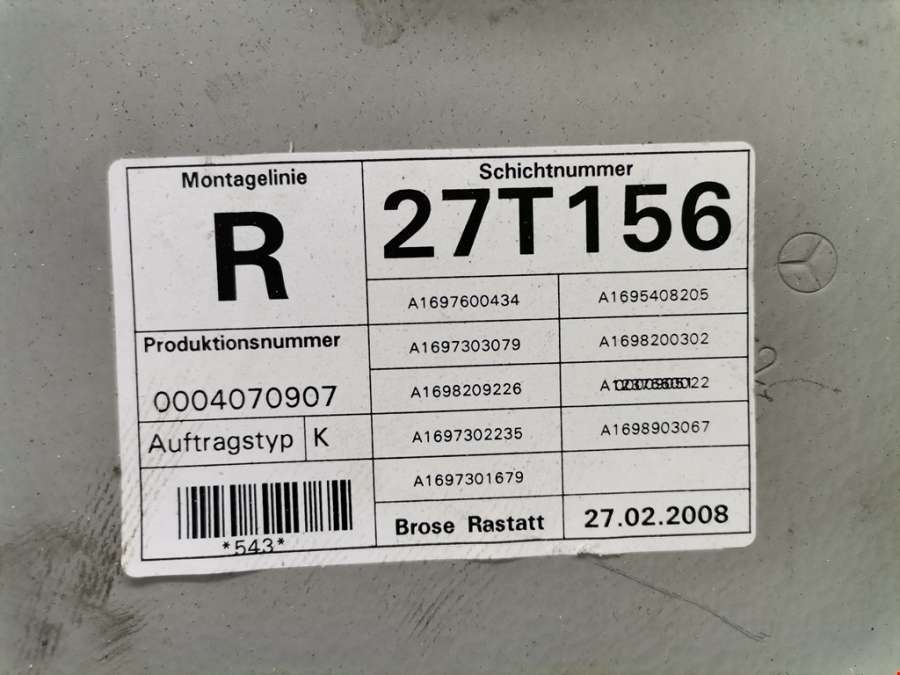 Montagelinie
R
Schichtnummer
27T156
Produktionsnummer
0004070907
Auftragstyp K
*543*
A1697600434 A1695408205
A1697303079 A1698200302
A1698209226
A1697302235 A1698903067
A1697301679
Brose Rastatt 27.02.2008